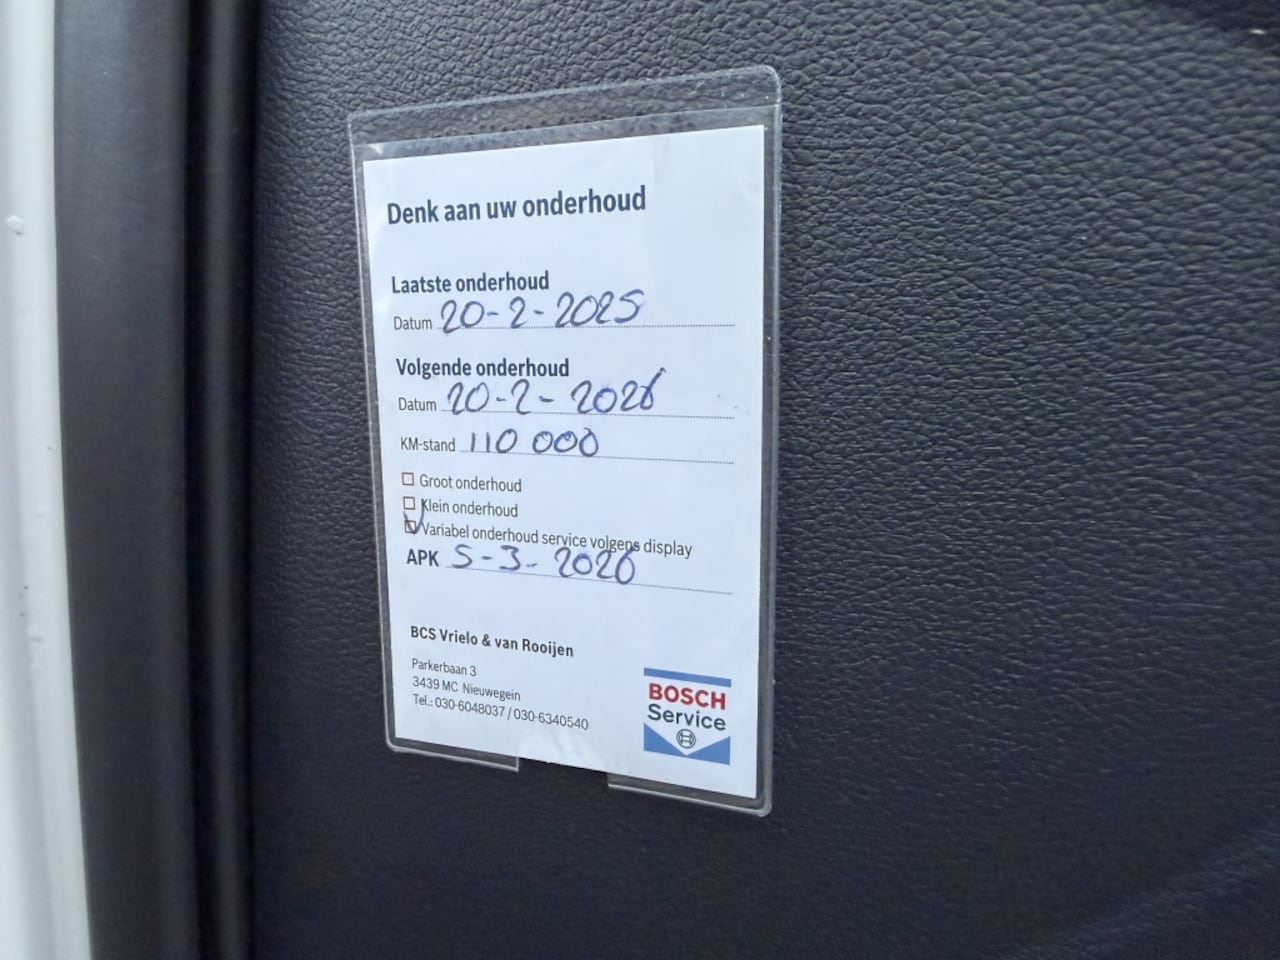 Denk aan uw onderhoud
Laatste onderhoud
Datum 20-2-2025
Volgende onderhoud
Datum 20-2-2026
KM-stand 110 000
Groot onderhoud
Klein onderhoud
Variabel onderhoud service volgens display
APK 5-3-2026
BCS Vrielo & van Rooijen
Parkerbaan 3
3439 MC Nieuwegein
Tel.: 030-6048037 / 030-6340540
BOSCH
Service